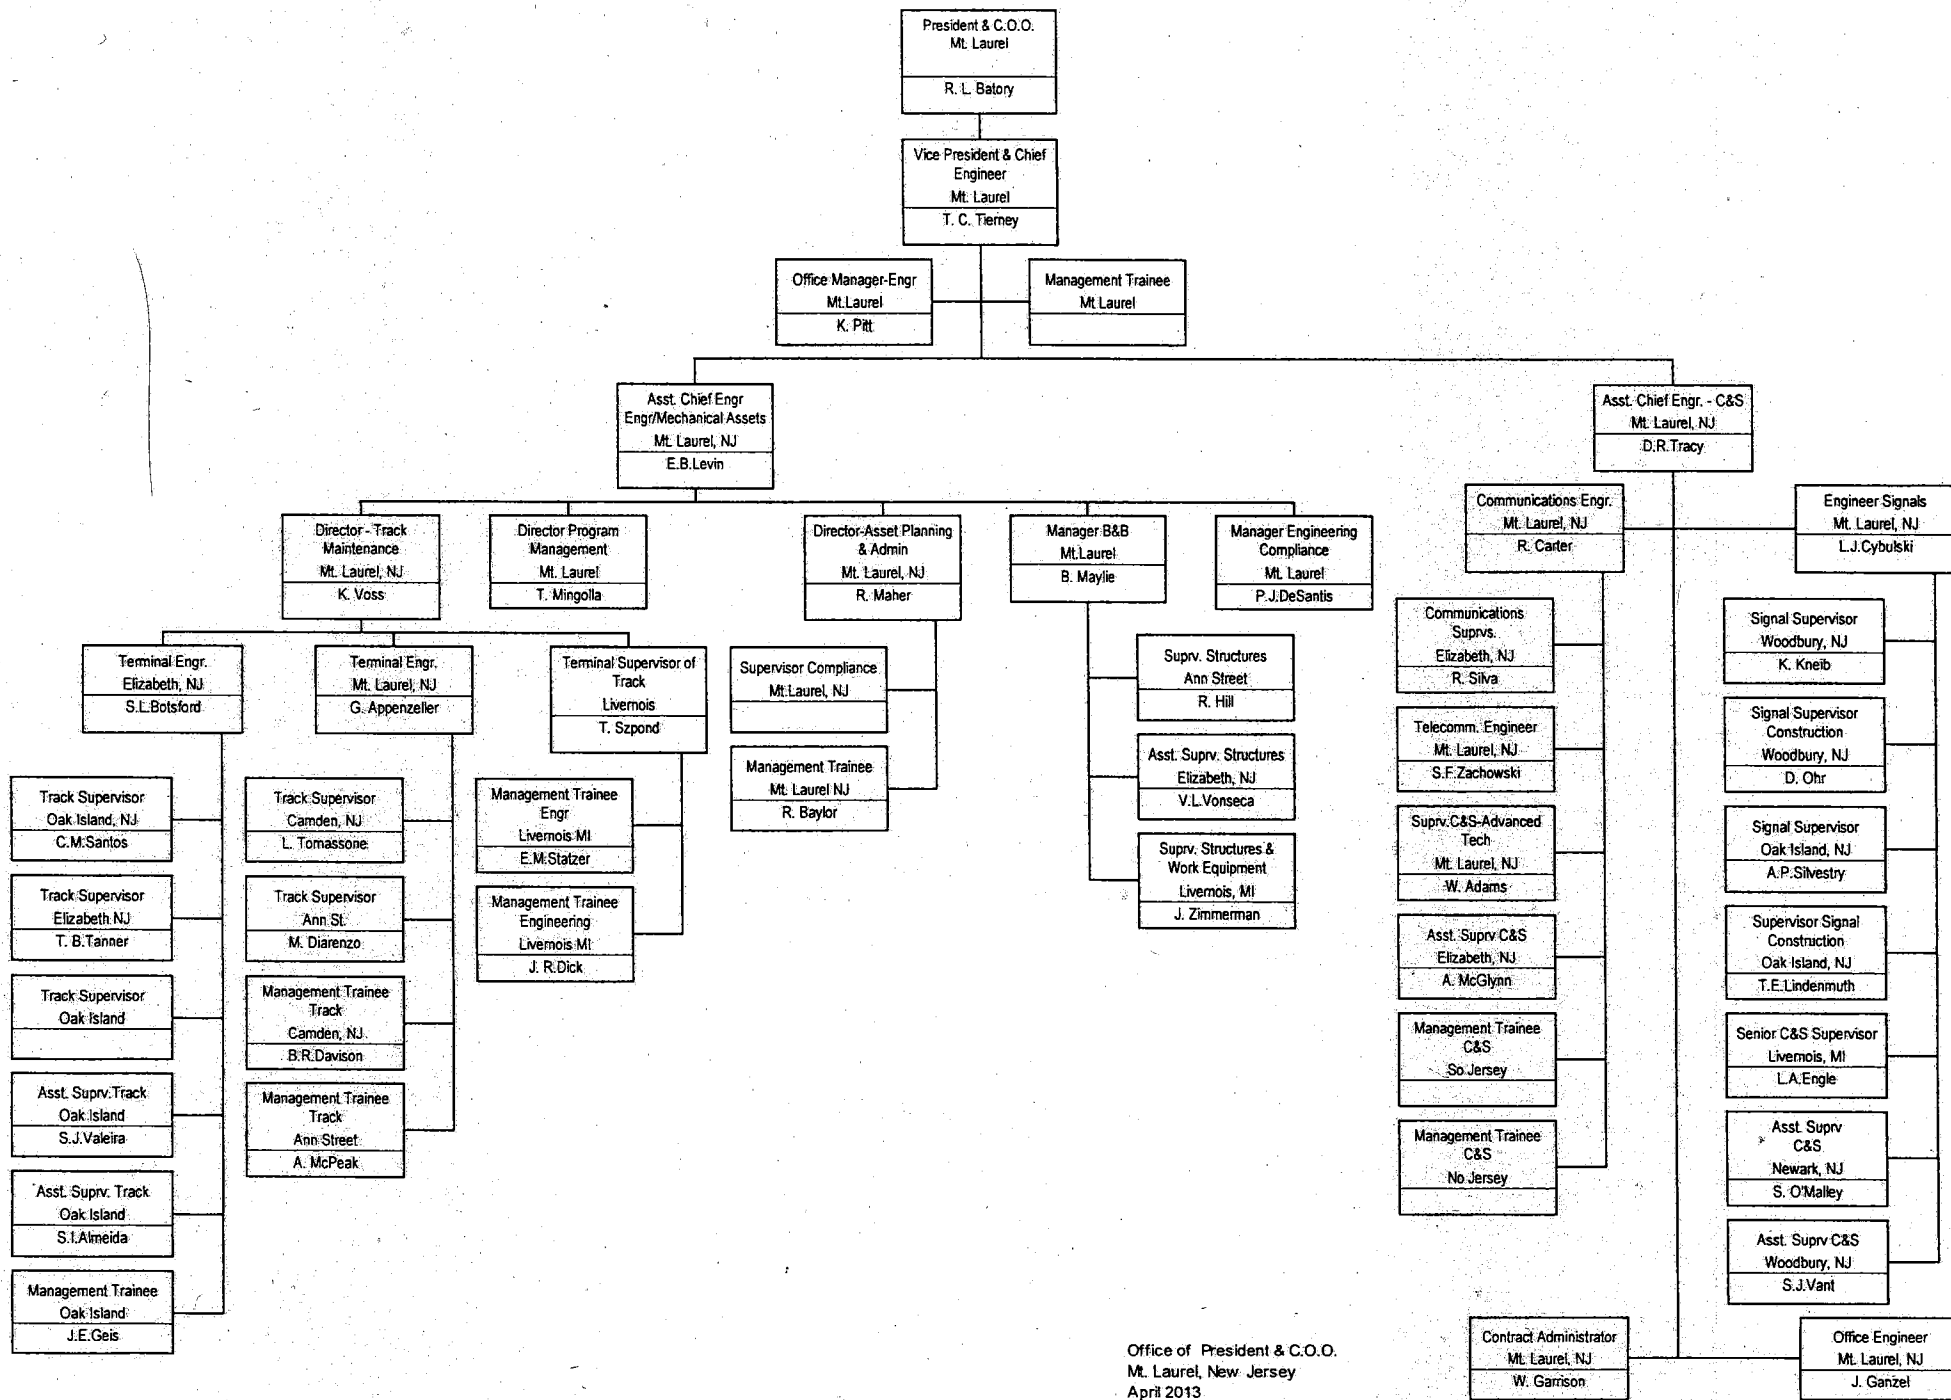 President & C.O.O.
Mt. Laurel
R. L. Batory
Vice President & Chief
Engineer
Mt. Laurel
T. C. Tierney
Office Manager-Engr
Mt.Laurel
K. Pitt
Management Trainee
Mt Laurel
Asst. Chief Engr
Engr/Mechanical Assets
Mt. Laurel, NJ
E.B.Levin
Asst. Chief Engr. - C&S
Mt. Laurel, NJ
D.R.Tracy
Director - Track
Maintenance
Mt. Laurel, NJ
K. Voss
Director Program
Management
Mt. Laurel
T. Mingolla
Director-Asset Planning
& Admin
Mt. Laurel, NJ
R. Maher
Manager B&B
Mt.Laurel
B. Maylie
Manager Engineering
Compliance
Mt. Laurel
P.J.DeSantis
Communications Engr.
Mt. Laurel, NJ
R. Carter
Engineer Signals
Mt. Laurel, NJ
L.J.Cybulski
Terminal Engr.
Elizabeth, NJ
S.L.Botsford
Terminal Engr.
Mt. Laurel, NJ
G. Appenzeller
Terminal Supervisor of
Track
Livernois
T. Szpond
Supervisor Compliance
Mt.Laurel, NJ
Management Trainee
Mt. Laurel NJ
R. Baylor
Suprv. Structures
Ann Street
R. Hill
Asst. Suprv. Structures
Elizabeth, NJ
V.L.Vonseca
Suprv. Structures &
Work Equipment
Livernois, MI
J. Zimmerman
Track Supervisor
Oak Island, NJ
C.M.Santos
Track Supervisor
Elizabeth NJ
T. B.Tanner
Track Supervisor
Oak Island
Asst. Suprv.Track
Oak Island
S.J.Valeira
Asst. Suprv. Track
Oak Island
S.I.Almeida
Management Trainee
Oak Island
J.E.Geis
Track Supervisor
Camden, NJ
L. Tomassone
Track Supervisor
Ann St.
M. Diarenzo
Management Trainee
Track
Camden, NJ
B.R.Davison
Management Trainee
Track
Ann Street
A. McPeak
Management Trainee
Engr
Livernois MI
E.M.Statzer
Management Trainee
Engineering
Livernois MI
J. R.Dick
Communications
Suprvs.
Elizabeth, NJ
R. Silva
Telecomm. Engineer
Mt. Laurel, NJ
S.F.Zachowski
Suprv.C&S-Advanced
Tech
Mt. Laurel, NJ
W. Adams
Asst. Suprv C&S
Elizabeth, NJ
A. McGlynn
Management Trainee
C&S
So Jersey
Management Trainee
C&S
No Jersey
Signal Supervisor
Woodbury, NJ
K. Kneib
Signal Supervisor
Construction
Woodbury, NJ
D. Ohr
Signal Supervisor
Oak Island, NJ
A.P.Silvestry
Supervisor Signal
Construction
Oak Island, NJ
T.E.Lindenmuth
Senior C&S Supervisor
Livernois, MI
L.A.Engle
Asst. Suprv
C&S
Newark, NJ
S. O'Malley
Asst. Suprv C&S
Woodbury, NJ
S.J.Vant
Contract Administrator
Mt. Laurel, NJ
W. Garrison
Office Engineer
Mt. Laurel, NJ
J. Ganzel
Office of President & C.O.O.
Mt. Laurel, New Jersey
April 2013